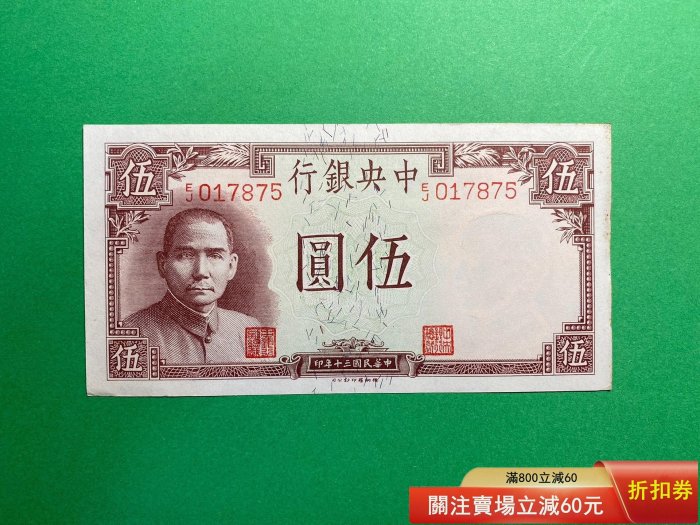 伍 伍
E/J 017875 行銀央中 E/J 017875
圓伍
伍 印年十三國民華中 伍
滿800立減60
關注賣場立減60元
折扣券